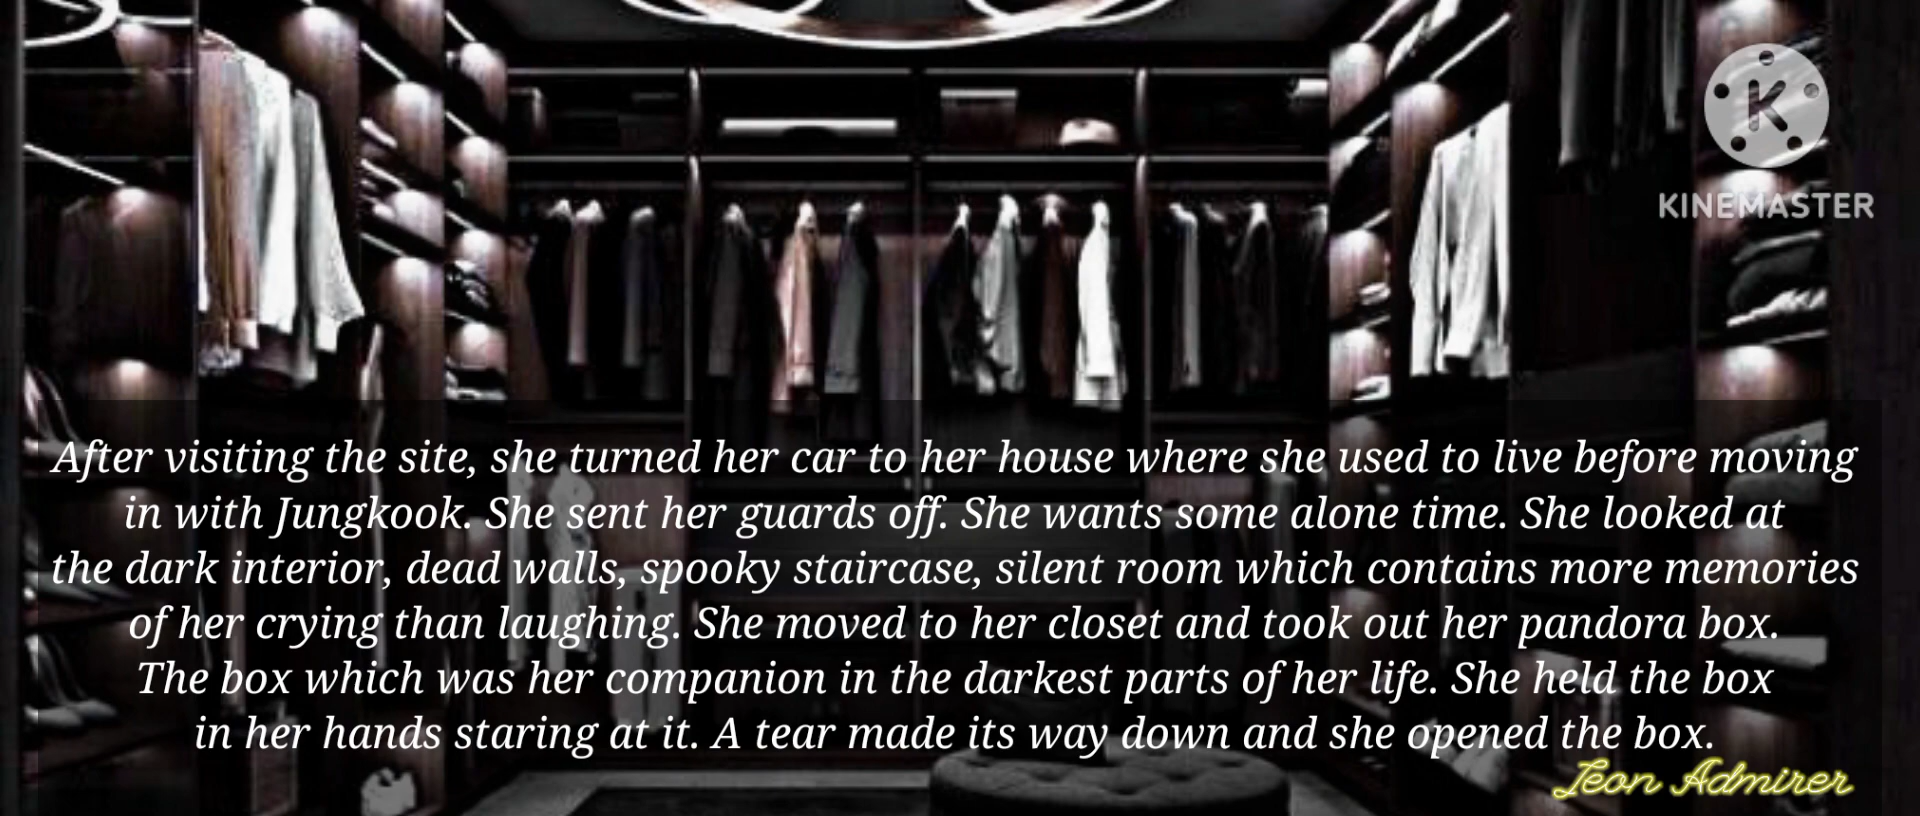 KINEMASTER
After visiting the site, she turned her car to her house where she used to live before moving
in with Jungkook. She sent her guards off. She wants some alone time. She looked at
the dark interior, dead walls, spooky staircase, silent room which contains more memories
of her crying than laughing. She moved to her closet and took out her pandora box.
The box which was her companion in the darkest parts of her life. She held the box
in her hands staring at it. A tear made its way down and she opened the box.
Leon Admirer